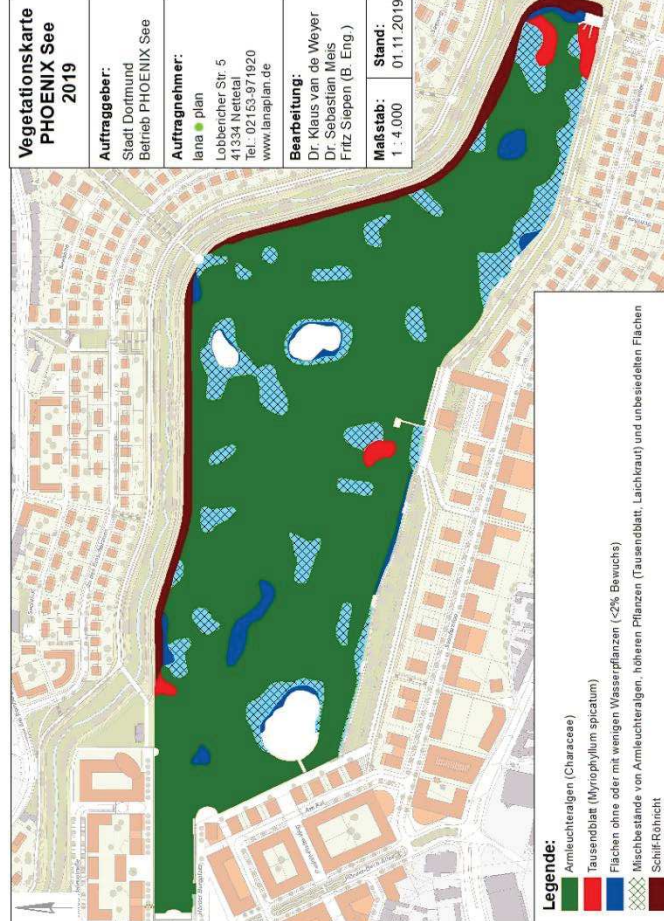 Vegetationskarte
PHOENIX See
2019
Auftraggeber:
Stadt Dortmund
Betrieb PHOENIX See
Auftragnehmer:
lana plan
Lobbericher Str. 5
41334 Nettetal
Tel.: 02153-971920
www.lanaplan.de
Bearbeitung:
Dr. Klaus van de Weyer
Dr. Sebastian Meis
Fritz Siepen (B. Eng.)
Maßstab:
1 : 4.000
Stand:
01.11.2019
Legende:
Armleuchteralgen (Characeae)
Tausendblatt (Myriophyllum spicatum)
Flächen ohne oder mit wenigen Wasserpflanzen (<2% Bewuchs)
Mischbestände von Armleuchteralgen, höheren Pflanzen (Tausendblatt, Laichkraut) und unbesiedelten Flächen
Schilf-Röhricht
Am Kai